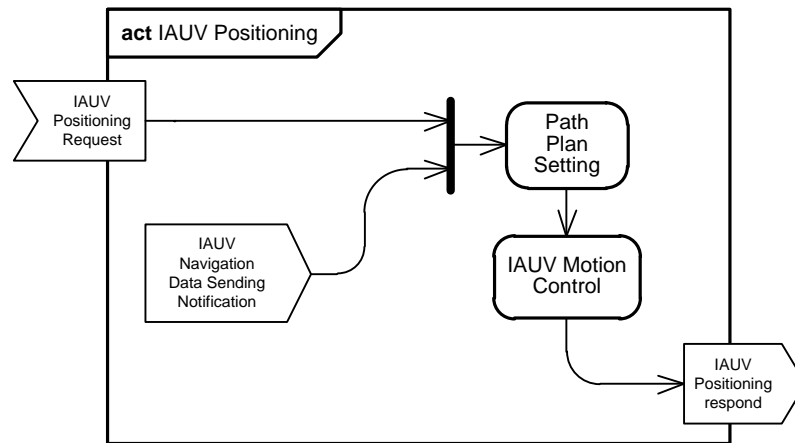 act IAUV Positioning
IAUV
Positioning
Request
Path
Plan
Setting
IAUV
Navigation
Data Sending
Notification
IAUV Motion
Control
IAUV
Positioning
respond